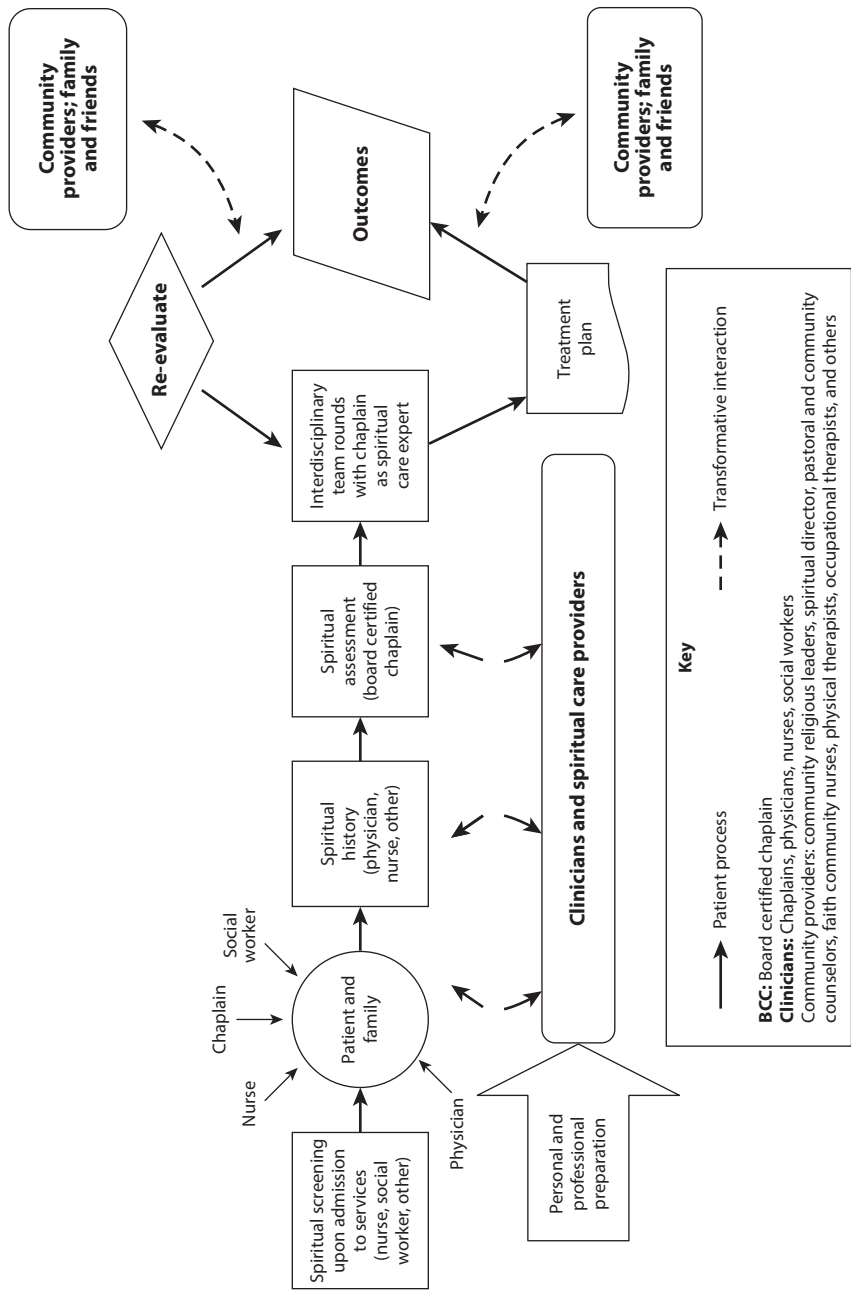 Spiritual screening
upon admission
to services
(nurse, social
worker, other)
Nurse
Chaplain
Social
worker
Physician
Patient and
family
Spiritual
history
(physician,
nurse, other)
Spiritual
assessment
(board certified
chaplain)
Interdisciplinary
team rounds
with chaplain
as spiritual
care expert
Re-evaluate
Community
providers; family
and friends
Outcomes
Treatment
plan
Community
providers; family
and friends
Personal and
professional
preparation
Clinicians and spiritual care providers
Key
Patient process
Transformative interaction
BCC: Board certified chaplain
Clinicians: Chaplains, physicians, nurses, social workers
Community providers: community religious leaders, spiritual director, pastoral and community
counselors, faith community nurses, physical therapists, occupational therapists, and others